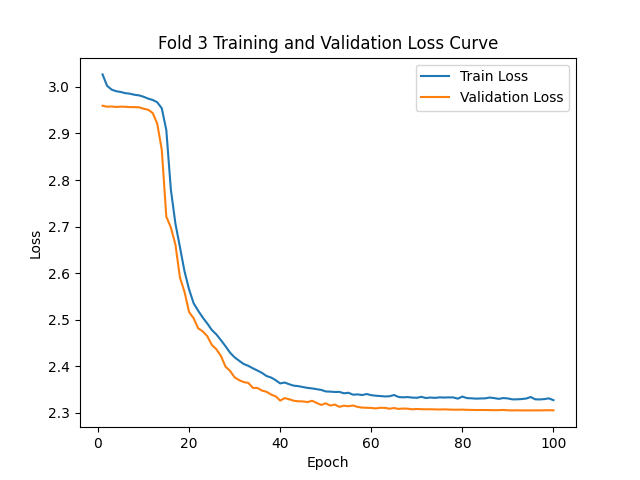 Fold 3 Training and Validation Loss Curve
Train Loss
Validation Loss
Loss
3.0
2.9
2.8
2.7
2.6
2.5
2.4
2.3
0 20 40 60 80 100
Epoch